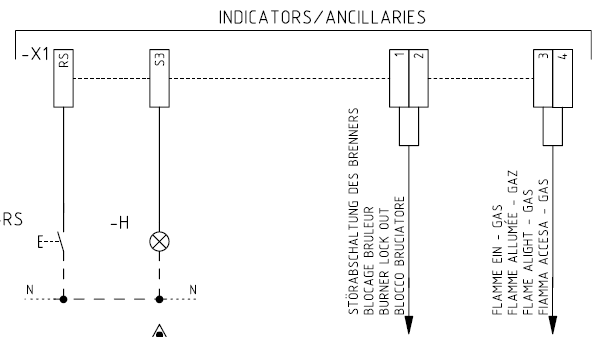 INDICATORS/ANCILLARIES
-X1
RS
S3
1
2
3
4
STÖRABSCHALTUNG DES BRENNERS
BLOCAGE BRULEUR
BURNER LOCK OUT
BLOCCO BRUCIATORE
FLAMME EIN - GAS
FLAMME ALLUMÉE - GAZ
FLAME ALIGHT - GAS
FIAMMA ACCESA - GAS
-RS
E
-H
N
N